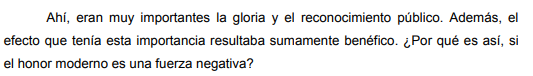 Ahí, eran muy importantes la gloria y el reconocimiento público. Además, el
efecto que tenía esta importancia resultaba sumamente benéfico. ¿Por qué es así, si
el honor moderno es una fuerza negativa?